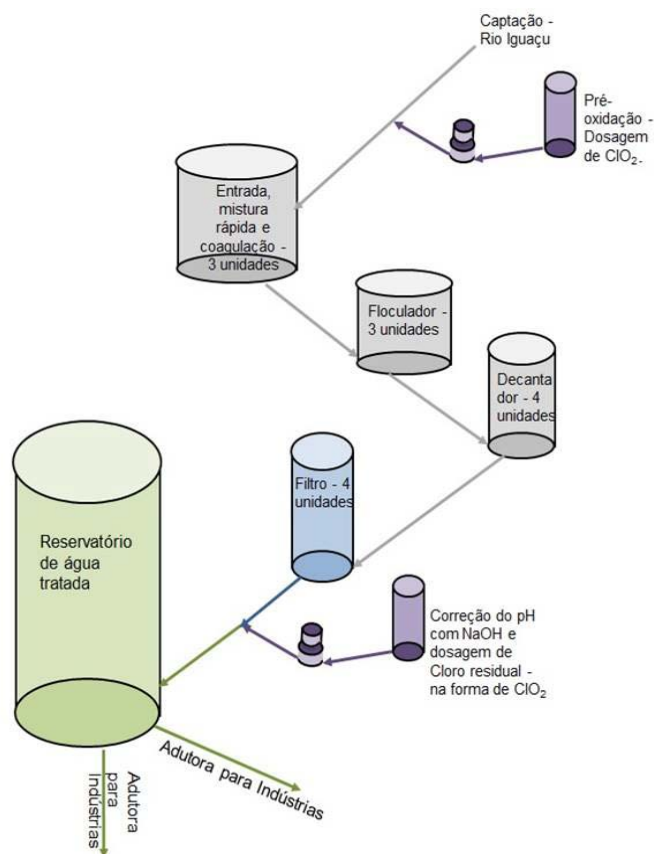 Captação -
Rio Iguaçu
Pré-
oxidação -
Dosagem
de ClO2-
Entrada,
mistura
rápida e
coagulação -
3 unidades
Floculador -
3 unidades
Decanta
dor - 4
unidades
Filtro - 4
unidades
Reservatório
de água
tratada
Correção do pH
com NaOH e
dosagem de
Cloro residual -
na forma de ClO2
Adutora para Indústrias
Adutora
para
Indústrias